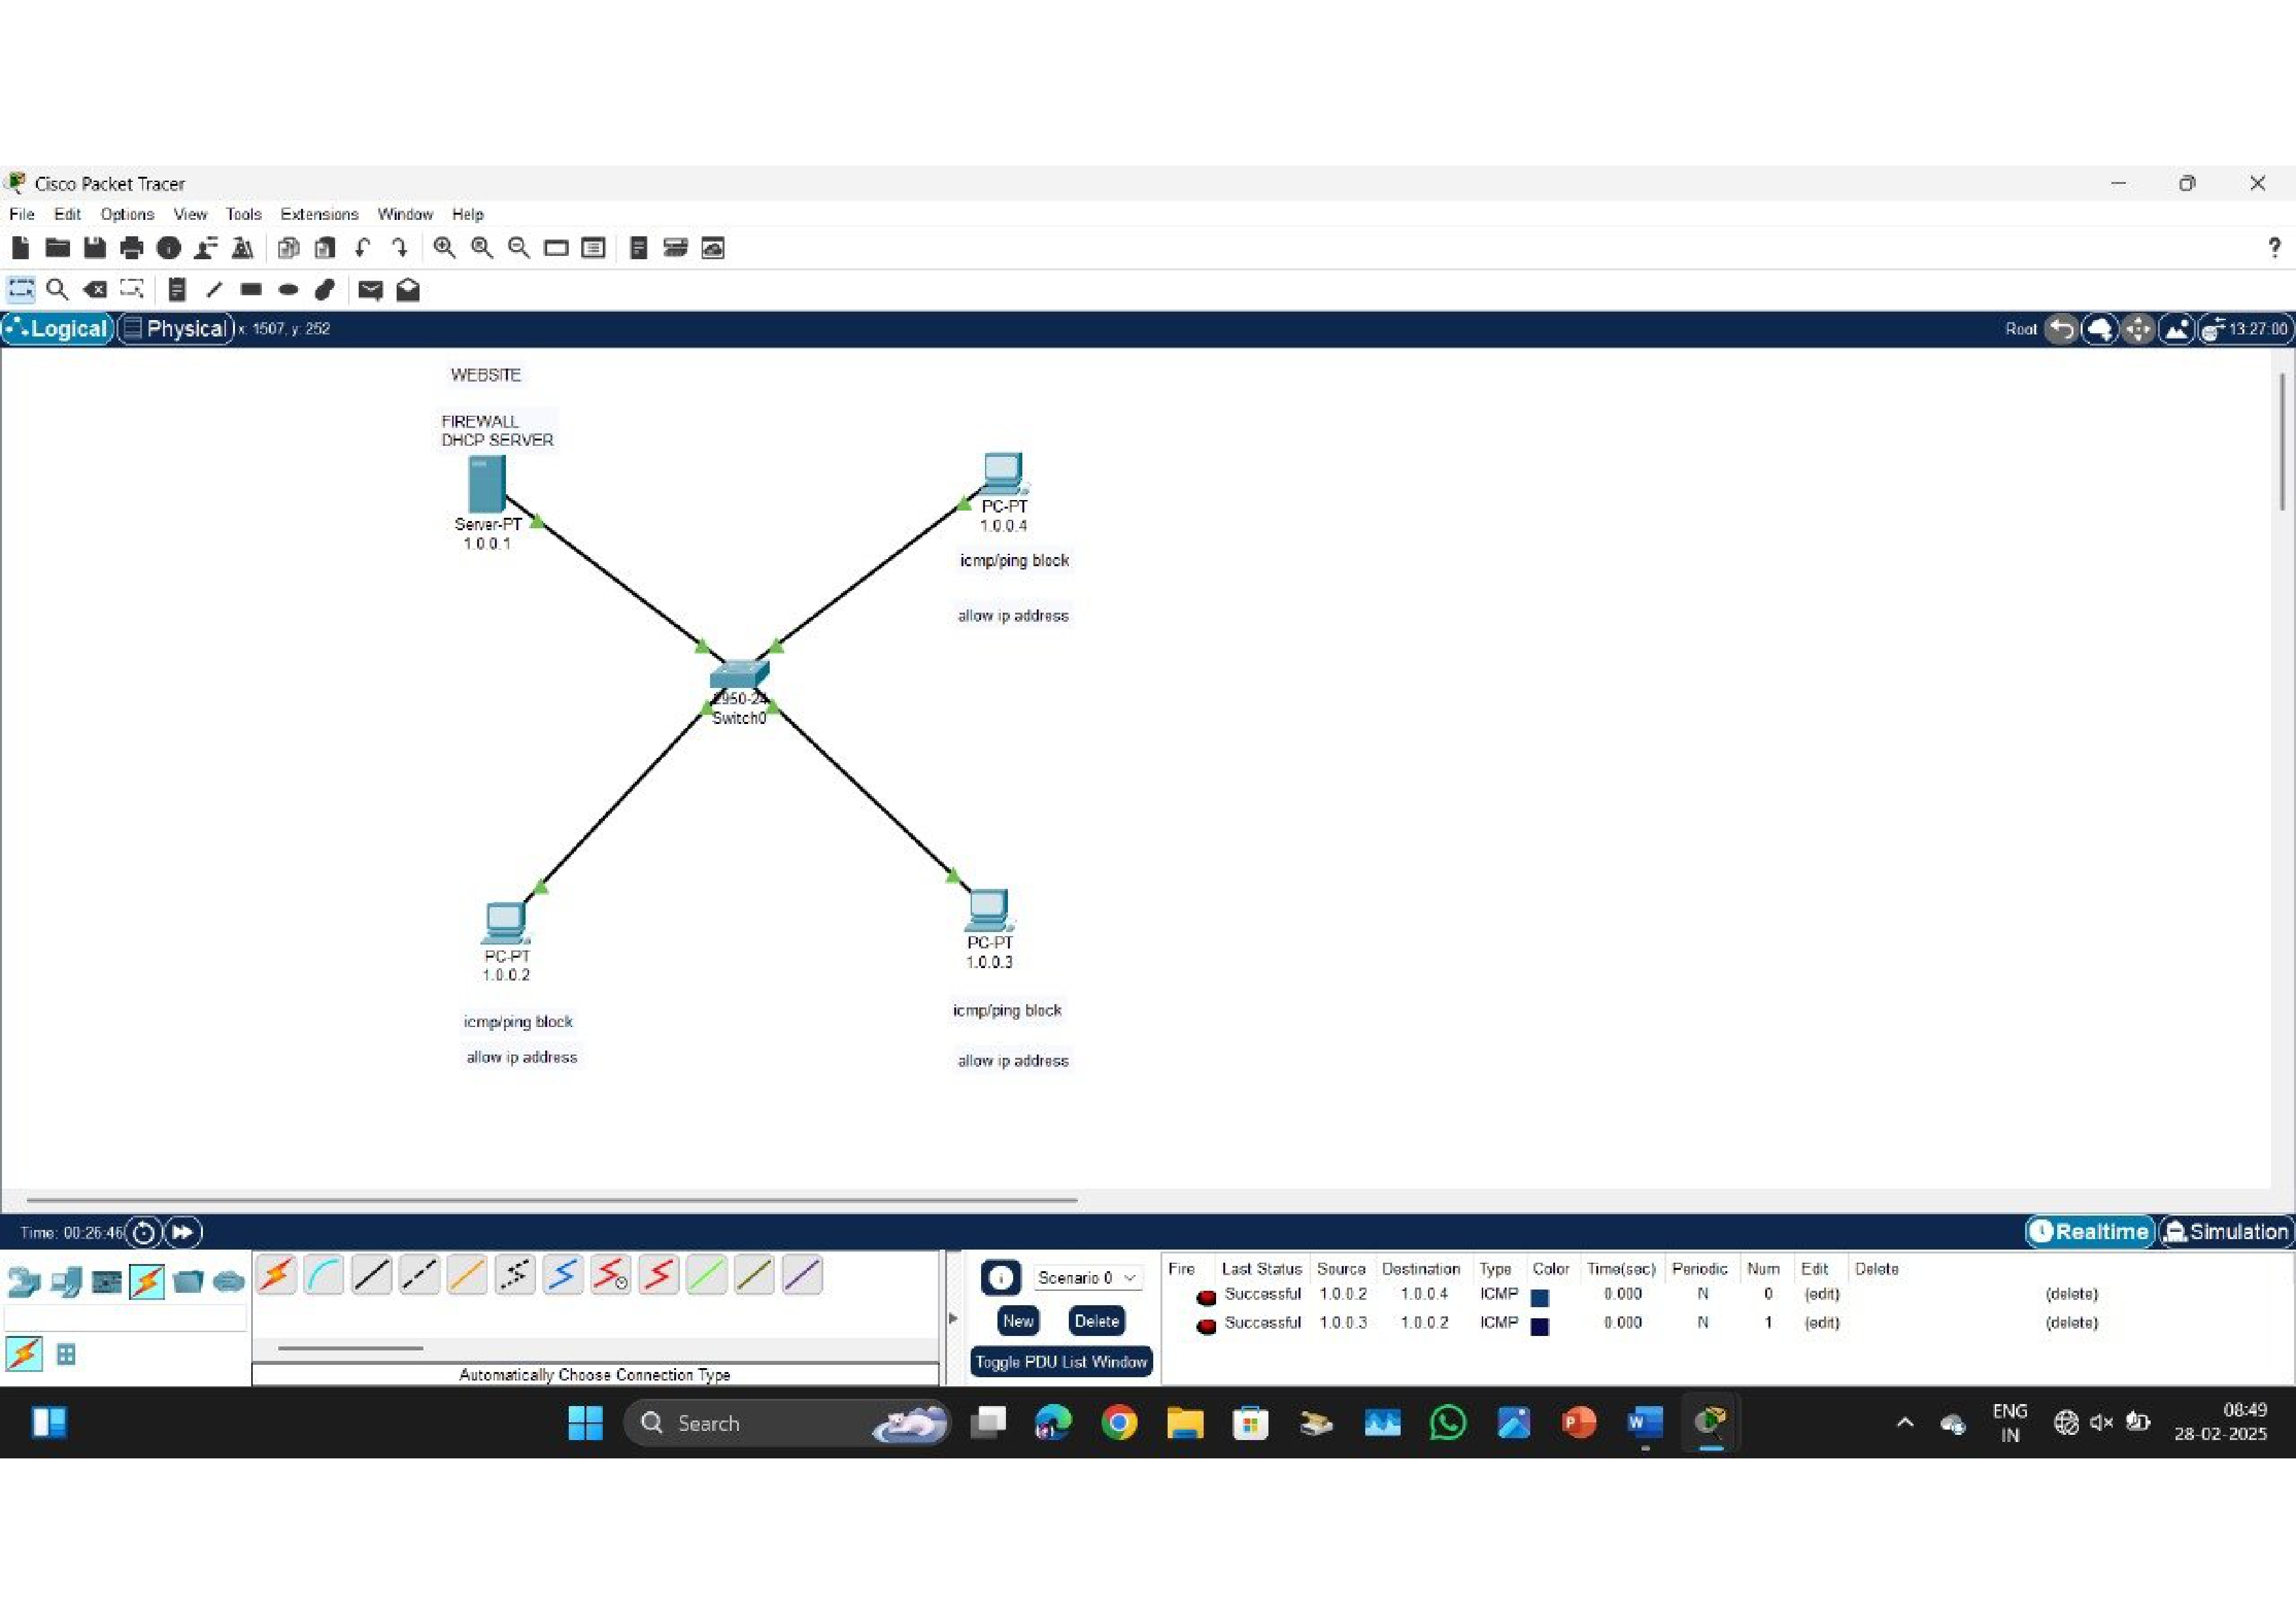 Cisco Packet Tracer
File Edit Options View Tools Extensions Window Help
?
Logical Physical x: 1507, y: 252 Root 13:27:00
WEBSITE
FIREWALL
DHCP SERVER
Server-PT
1.0.0.1
PC-PT
1.0.0.4
icmp/ping block
allow ip address
2950-24
Switch0
PC-PT
1.0.0.2
icmp/ping block
allow ip address
PC-PT
1.0.0.3
icmp/ping block
allow ip address
Time: 00:26:46 Realtime Simulation
Automatically Choose Connection Type
Scenario 0
New Delete
Toggle PDU List Window
Fire Last Status Source Destination Type Color Time(sec) Periodic Num Edit Delete
Successful 1.0.0.2 1.0.0.4 ICMP 0.000 N 0 (edit) (delete)
Successful 1.0.0.3 1.0.0.2 ICMP 0.000 N 1 (edit) (delete)
Search
ENG
IN
08:49
28-02-2025